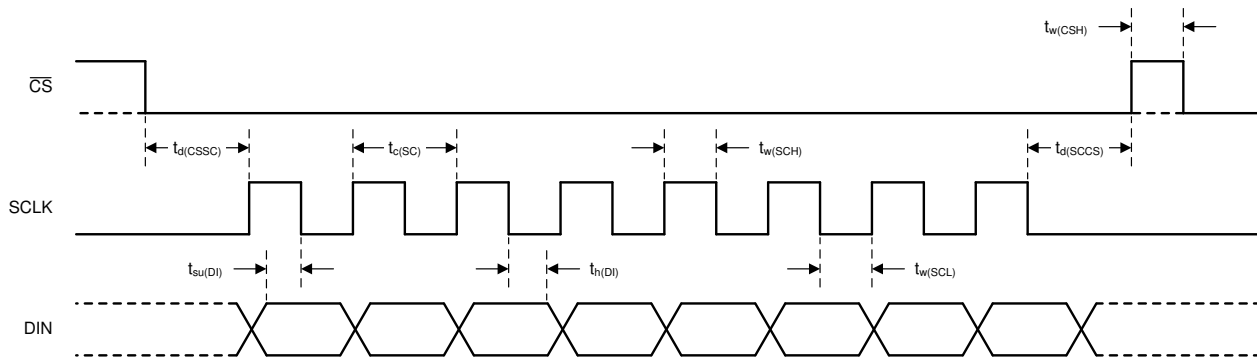 tw(CSH)
CS
td(CSSC)
tc(SC)
tw(SCH)
td(SCCS)
SCLK
tsu(DI)
th(DI)
tw(SCL)
DIN